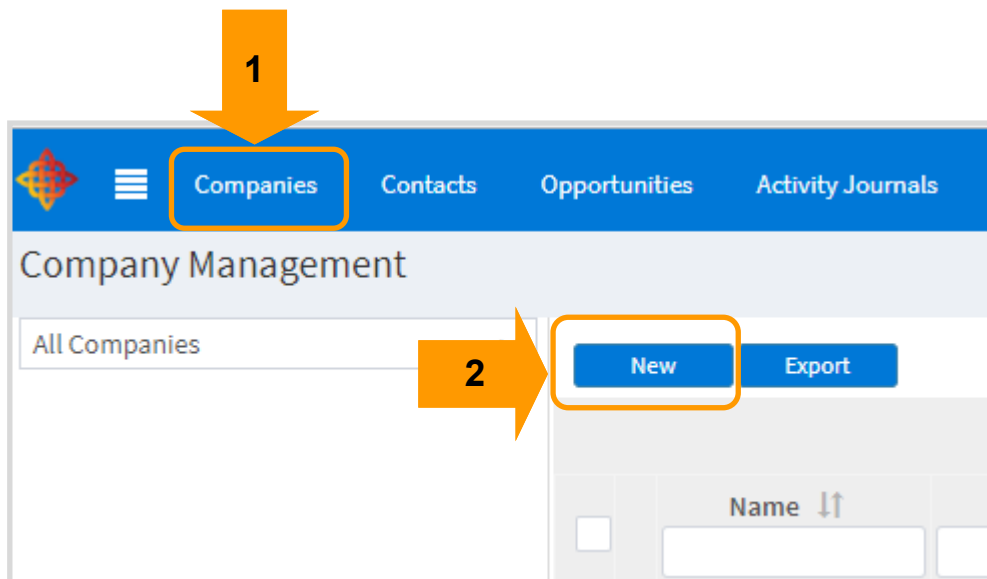 1
Companies Contacts Opportunities Activity Journals
Company Management
All Companies
2 New Export
Name